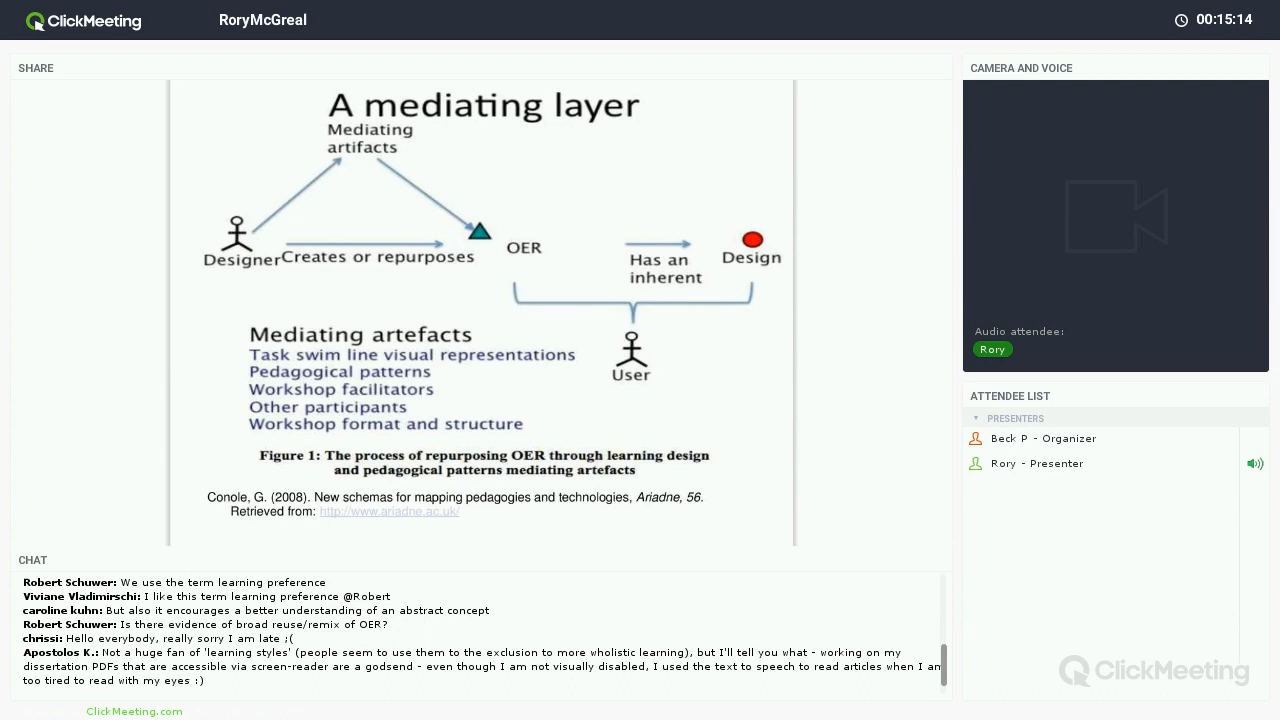 ClickMeeting
RoryMcGreal
00:15:14
SHARE
A mediating layer
Mediating
artifacts
Designer
Creates or repurposes
OER
Has an
inherent
Design
User
Mediating artefacts
Task swim line visual representations
Pedagogical patterns
Workshop facilitators
Other participants
Workshop format and structure
Figure 1: The process of repurposing OER through learning design
and pedagogical patterns mediating artefacts
Conole, G. (2008). New schemas for mapping pedagogies and technologies, Ariadne, 56.
Retrieved from: http://www.ariadne.ac.uk/
CHAT
Robert Schuwer: We use the term learning preference
Viviane Vladimirschi: I like this term learning preference @Robert
caroline kuhn: But also it encourages a better understanding of an abstract concept
Robert Schuwer: Is there evidence of broad reuse/remix of OER?
chrissi: Hello everybody, really sorry I am late ;(
Apostolos K.: Not a huge fan of 'learning styles' (people seem to use them to the exclusion to more wholistic learning), but I'll tell you what - working on my
dissertation PDFs that are accessible via screen-reader are a godsend - even though I am not visually disabled, I used the text to speech to read articles when I am
too tired to read with my eyes :)
ClickMeeting.com
CAMERA AND VOICE
Audio attendee:
Rory
ATTENDEE LIST
PRESENTERS
Beck P - Organizer
Rory - Presenter
ClickMeeting